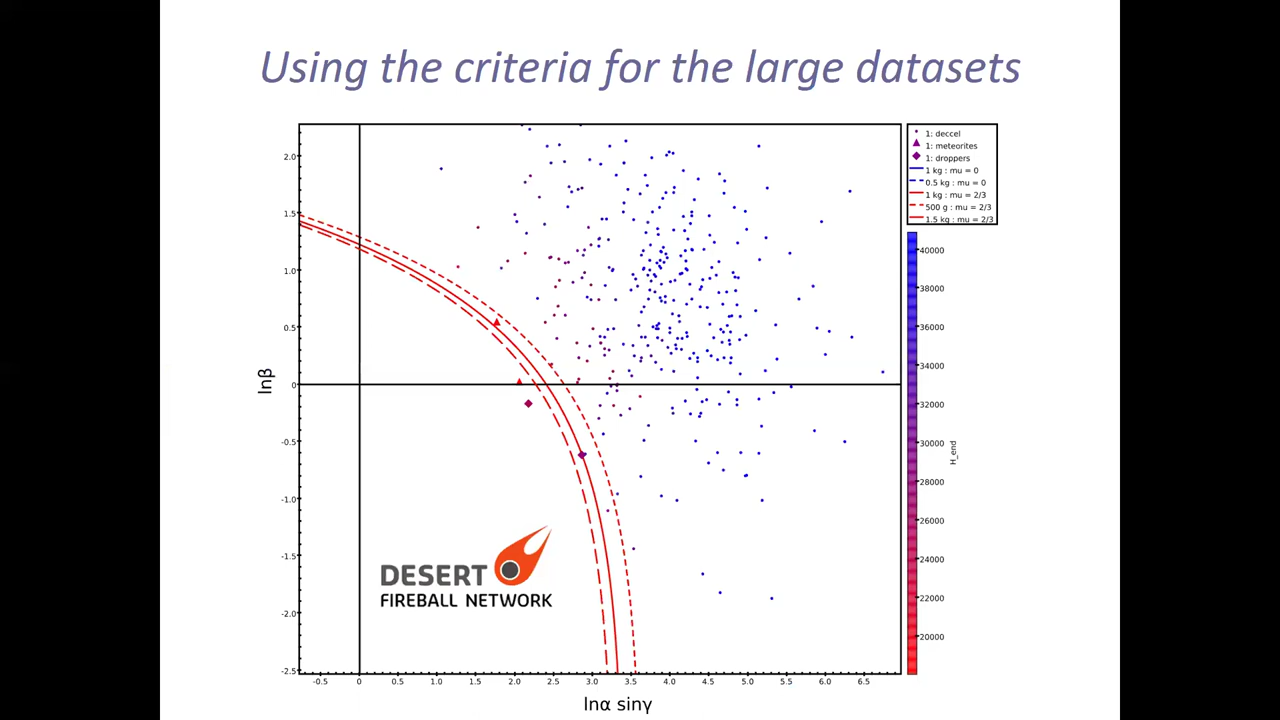 Using the criteria for the large datasets
1: deccel
1: meteorites
1: droppers
1 kg : mu = 0
0.5 kg : mu = 0
1 kg : mu = 2/3
500 g : mu = 2/3
1.5 kg : mu = 2/3
2.0
1.5
1.0
0.5
0
-0.5
-1.0
-1.5
-2.0
-2.5
lnβ
40000
38000
36000
34000
32000
30000
28000
26000
24000
22000
20000
H_end
DESERT
FIREBALL NETWORK
-0.5 0 0.5 1.0 1.5 2.0 2.5 3.0 3.5 4.0 4.5 5.0 5.5 6.0 6.5
lnα sinγ